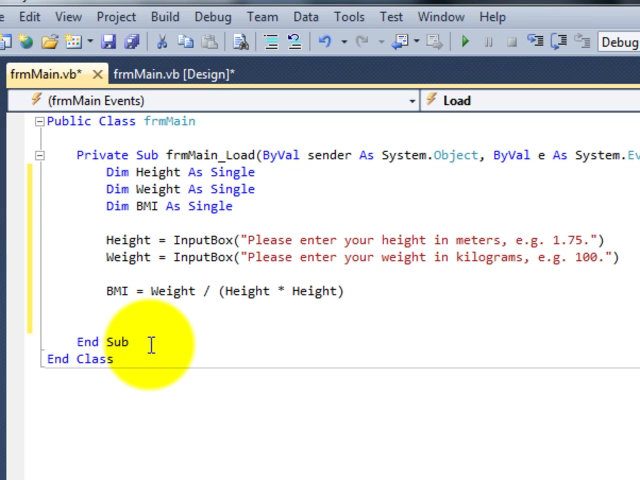 Edit View Project Build Debug Team Data Tools Test Window Help
Debug
frmMain.vb* frmMain.vb [Design]*
(frmMain Events) Load
Public Class frmMain
Private Sub frmMain_Load(ByVal sender As System.Object, ByVal e As System.Ev
Dim Height As Single
Dim Weight As Single
Dim BMI As Single
Height = InputBox("Please enter your height in meters, e.g. 1.75.")
Weight = InputBox("Please enter your weight in kilograms, e.g. 100.")
BMI = Weight / (Height * Height)
End Sub
End Class